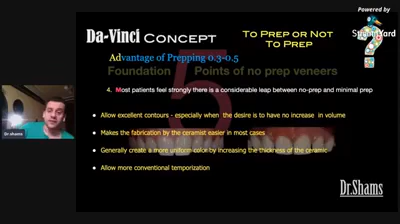 Powered by
StreamYard
Da-Vinci Concept
To Prep or Not
To Prep
?
Advantage of Prepping 0.3-0.5
Foundation 5 Points of no prep veneers
4. Most patients feel strongly there is a considerable leap between no-prep and minimal prep
• Allow excellent contours - especially when the desire is to have no increase in volume
• Makes the fabrication by the ceramist easier in most cases
• Generally create a more uniform color by increasing the thickness of the ceramic
• Allow more conventional temporization
Dr.shams
Dr.Shams